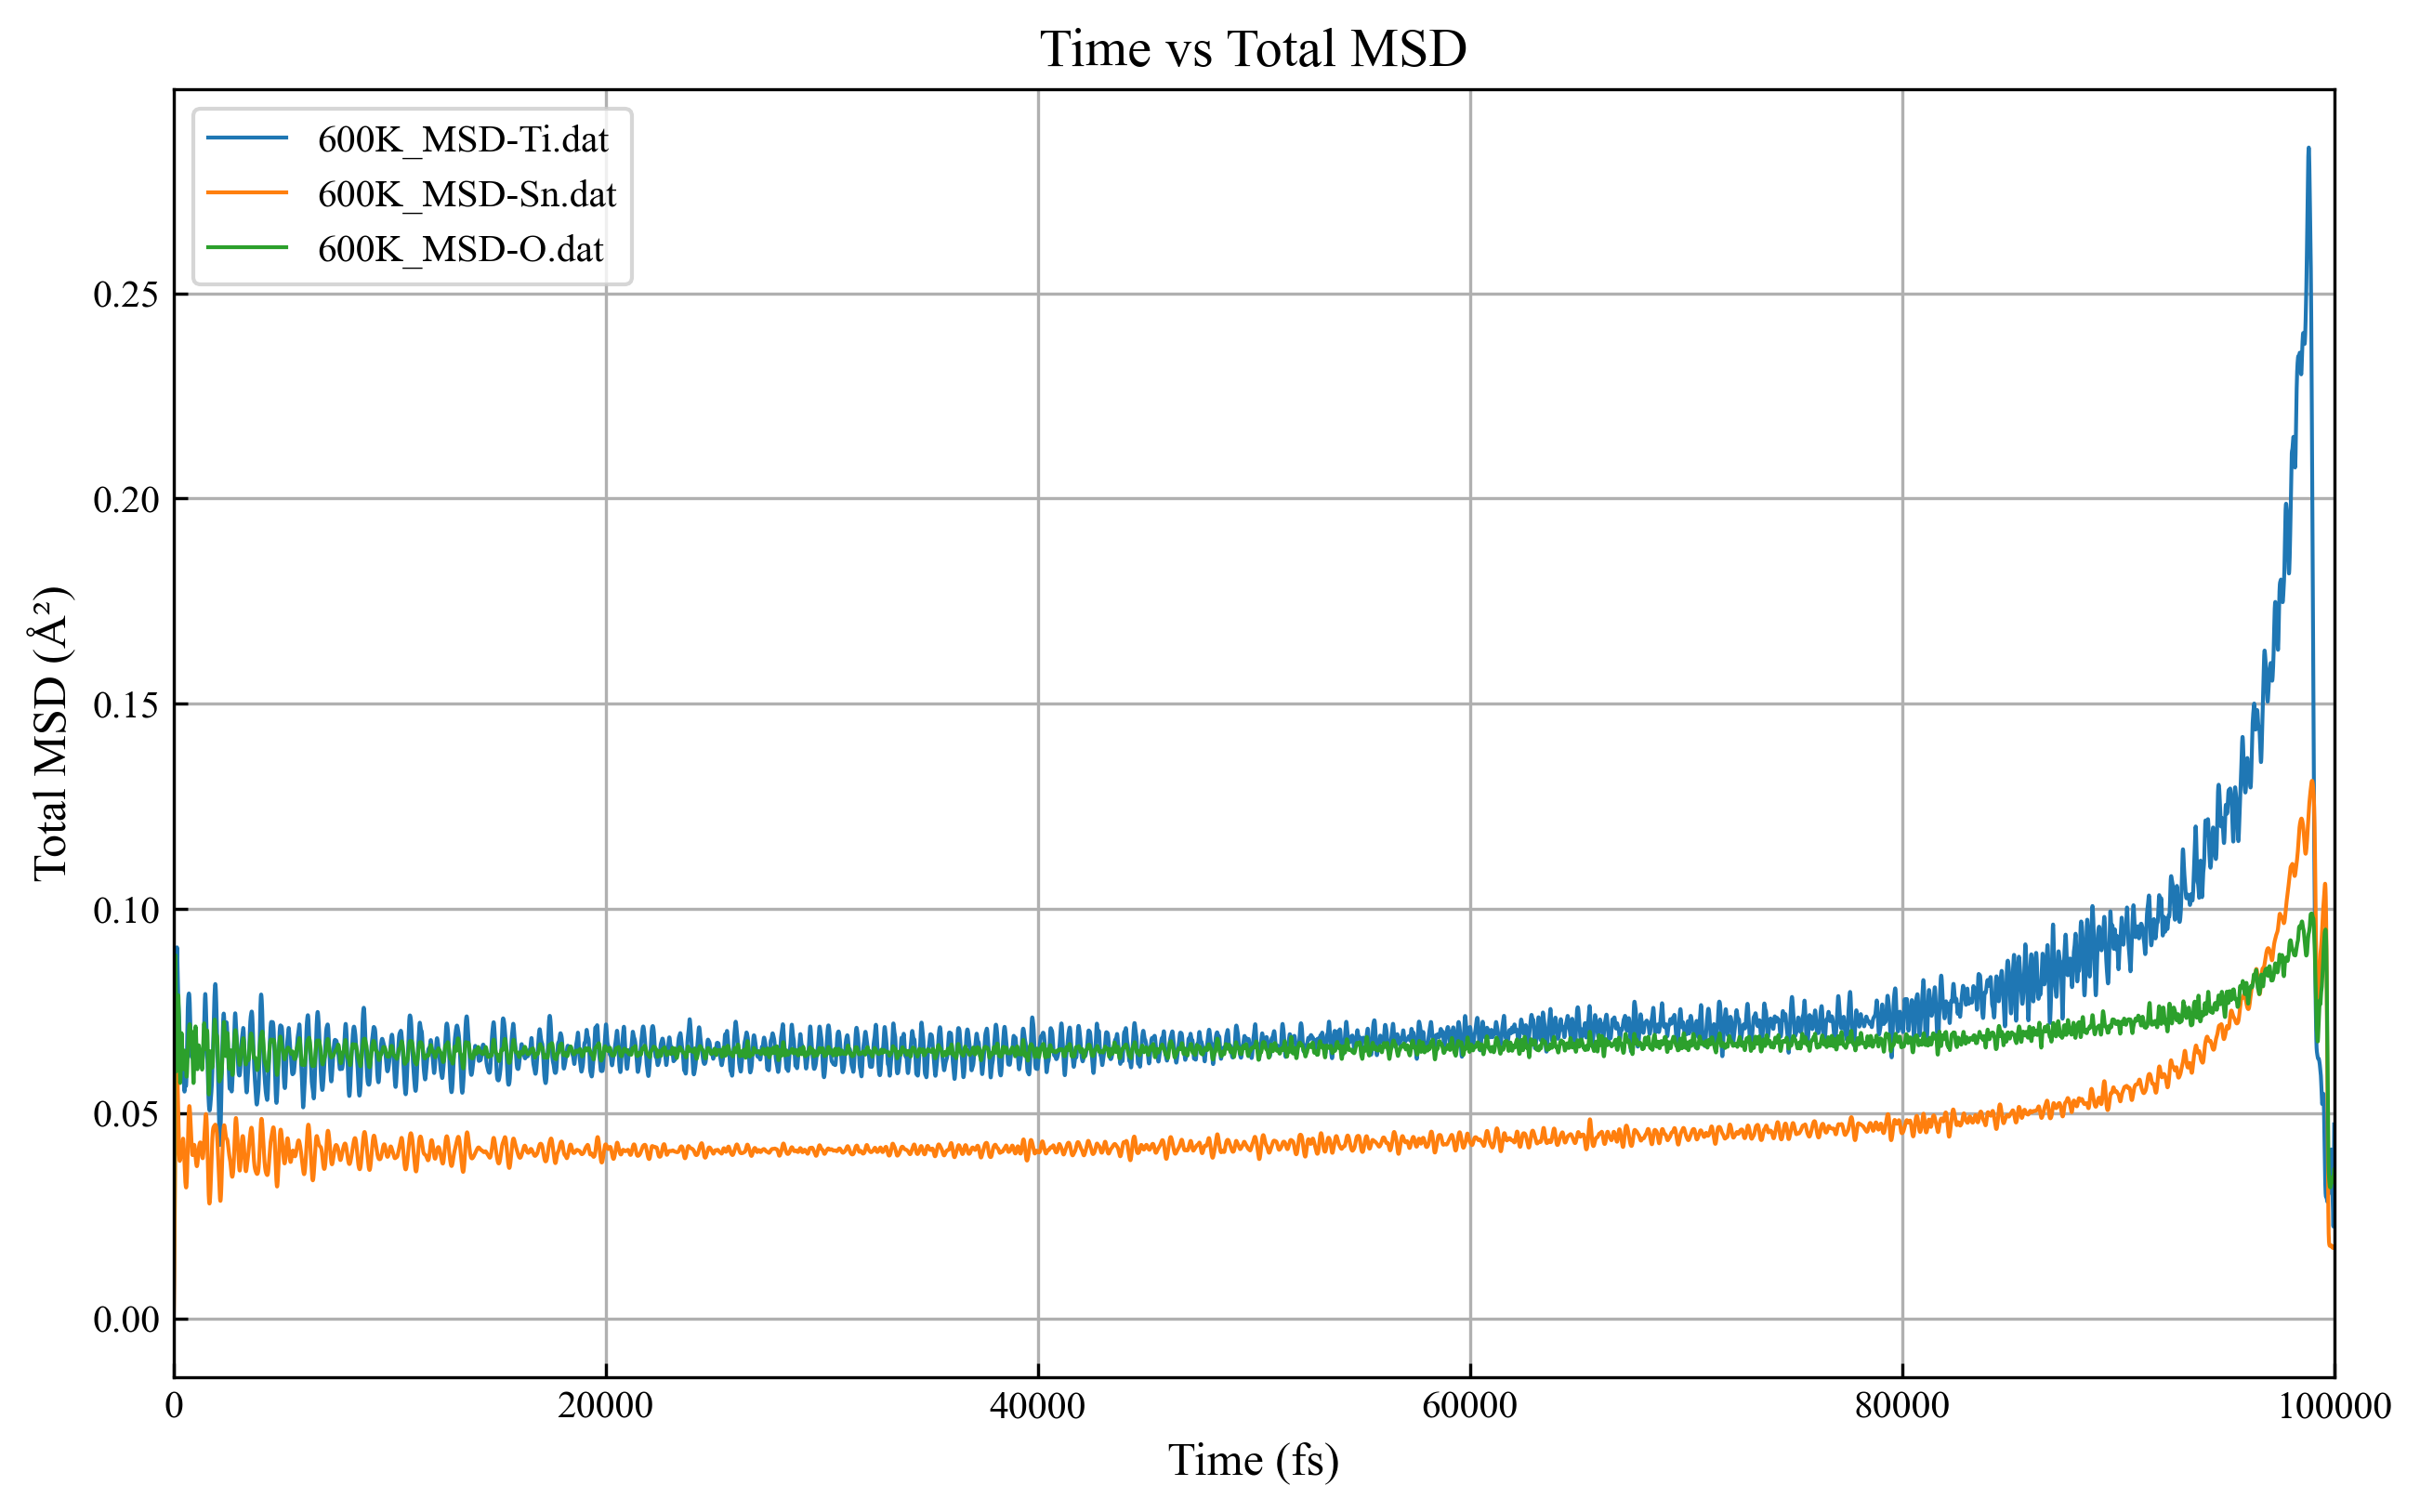 Time vs Total MSD
600K_MSD-Ti.dat
600K_MSD-Sn.dat
600K_MSD-O.dat
0.25
0.20
0.15
0.10
0.05
0.00
Total MSD (Å²)
0 20000 40000 60000 80000 100000
Time (fs)